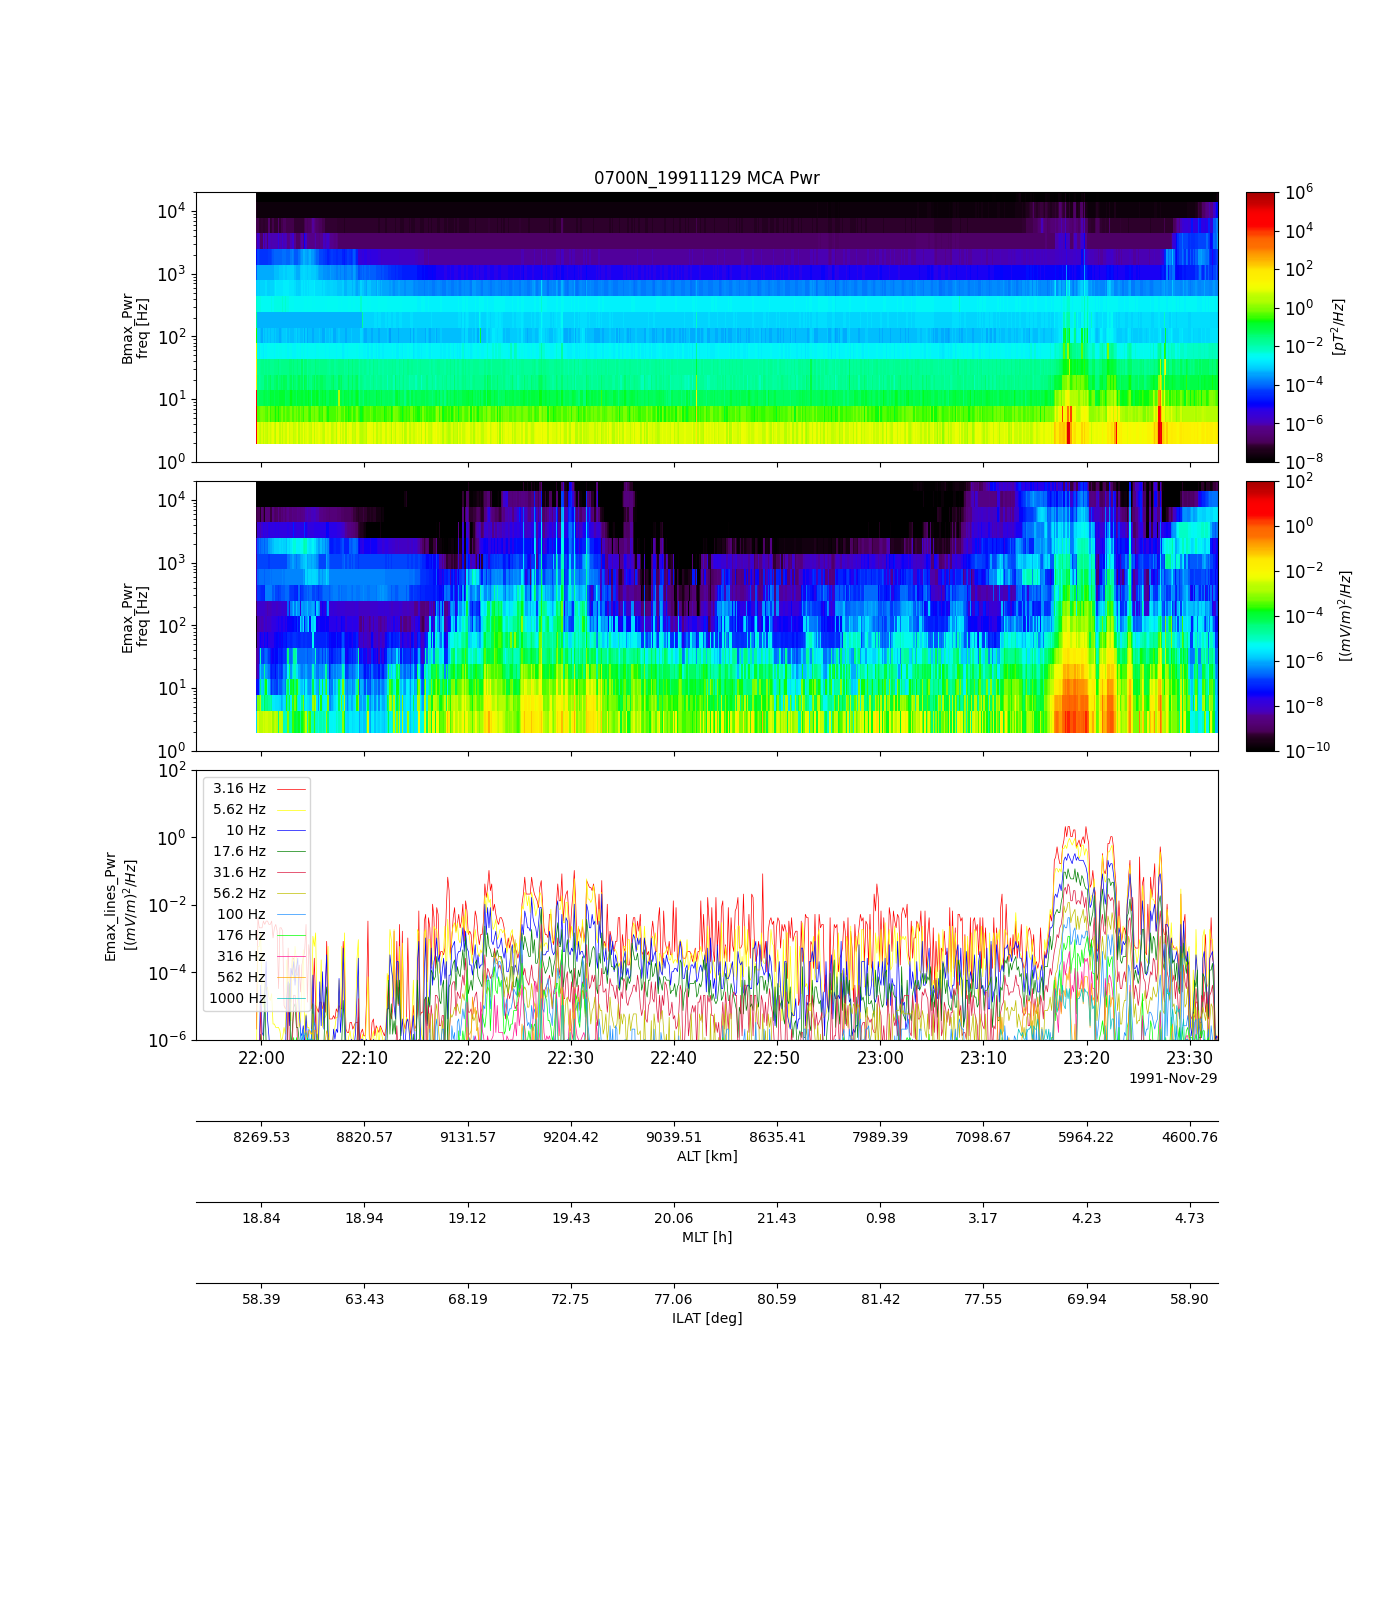 0700N_19911129 MCA Pwr
10^4
10^3
10^2
10^1
10^0
Bmax_Pwr
freq [Hz]
10^6
10^4
10^2
10^0
10^-2
10^-4
10^-6
10^-8
[pT^2/Hz]
10^4
10^3
10^2
10^1
10^0
Emax_Pwr
freq [Hz]
10^2
10^0
10^-2
10^-4
10^-6
10^-8
10^-10
[(mV/m)^2/Hz]
10^2
10^0
10^-2
10^-4
10^-6
Emax_lines_Pwr
[(mV/m)^2/Hz]
3.16 Hz
5.62 Hz
10 Hz
17.6 Hz
31.6 Hz
56.2 Hz
100 Hz
176 Hz
316 Hz
562 Hz
1000 Hz
22:00 22:10 22:20 22:30 22:40 22:50 23:00 23:10 23:20 23:30
1991-Nov-29
8269.53 8820.57 9131.57 9204.42 9039.51 8635.41 7989.39 7098.67 5964.22 4600.76
ALT [km]
18.84 18.94 19.12 19.43 20.06 21.43 0.98 3.17 4.23 4.73
MLT [h]
58.39 63.43 68.19 72.75 77.06 80.59 81.42 77.55 69.94 58.90
ILAT [deg]